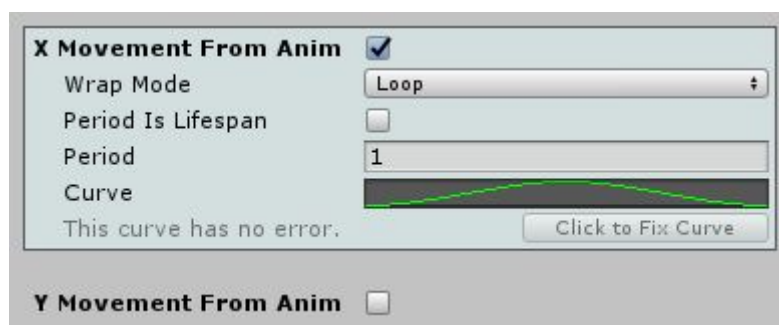 X Movement From Anim
Wrap Mode Loop
Period Is Lifespan
Period 1
Curve
This curve has no error. Click to Fix Curve
Y Movement From Anim